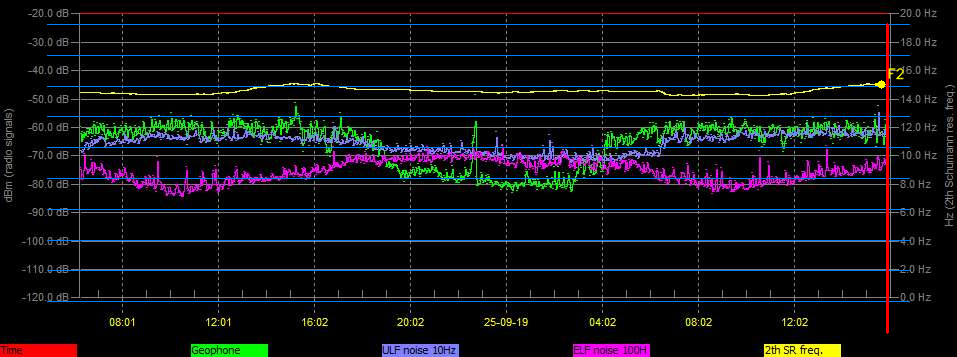 -20.0 dB 20.0 Hz
-30.0 dB 18.0 Hz
-40.0 dB 16.0 Hz
F2
-50.0 dB 14.0 Hz
-60.0 dB 12.0 Hz
-70.0 dB 10.0 Hz
-80.0 dB 8.0 Hz
-90.0 dB 6.0 Hz
-100.0 dB 4.0 Hz
-110.0 dB 2.0 Hz
-120.0 dB 0.0 Hz
dBm (radio signals)
Hz (2th Schumann res. freq.)
08:01 12:01 16:02 20:02 25-09-19 04:02 08:02 12:02
Time Geophone ULF noise 10Hz ELF noise 100H 2th SR freq.